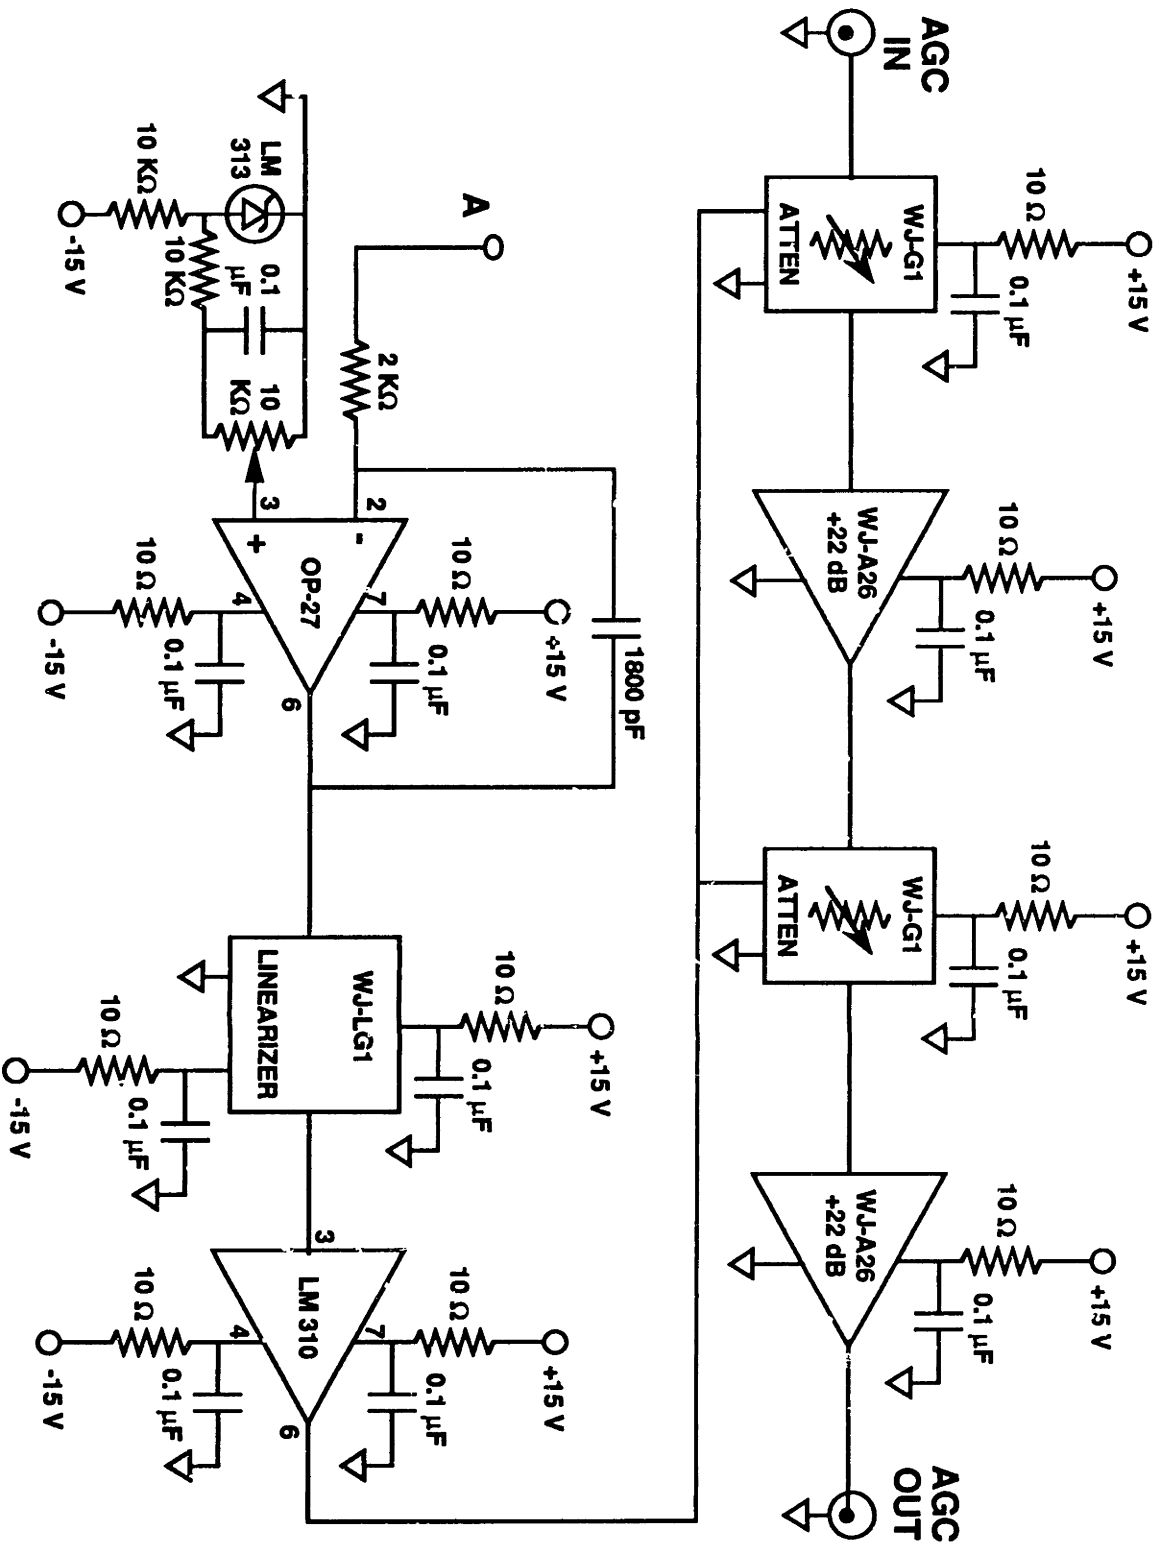 AGC
IN
+15 V
10 Ω
0.1 µF
WJ-G1
ATTEN
+15 V
10 Ω
0.1 µF
WJ-A26
+22 dB
+15 V
10 Ω
0.1 µF
WJ-G1
ATTEN
+15 V
10 Ω
0.1 µF
WJ-A26
+22 dB
AGC
OUT
A
2 KΩ
1800 pF
LM
313
10 KΩ
-15 V
10 KΩ
0.1
µF
10
KΩ
2
3
-
+
OP-27
7
4
6
+15 V
10 Ω
0.1 µF
10 Ω
0.1 µF
-15 V
+15 V
10 Ω
0.1 µF
WJ-LG1
LINEARIZER
10 Ω
0.1 µF
-15 V
3
LM 310
7
4
6
+15 V
10 Ω
0.1 µF
10 Ω
0.1 µF
-15 V